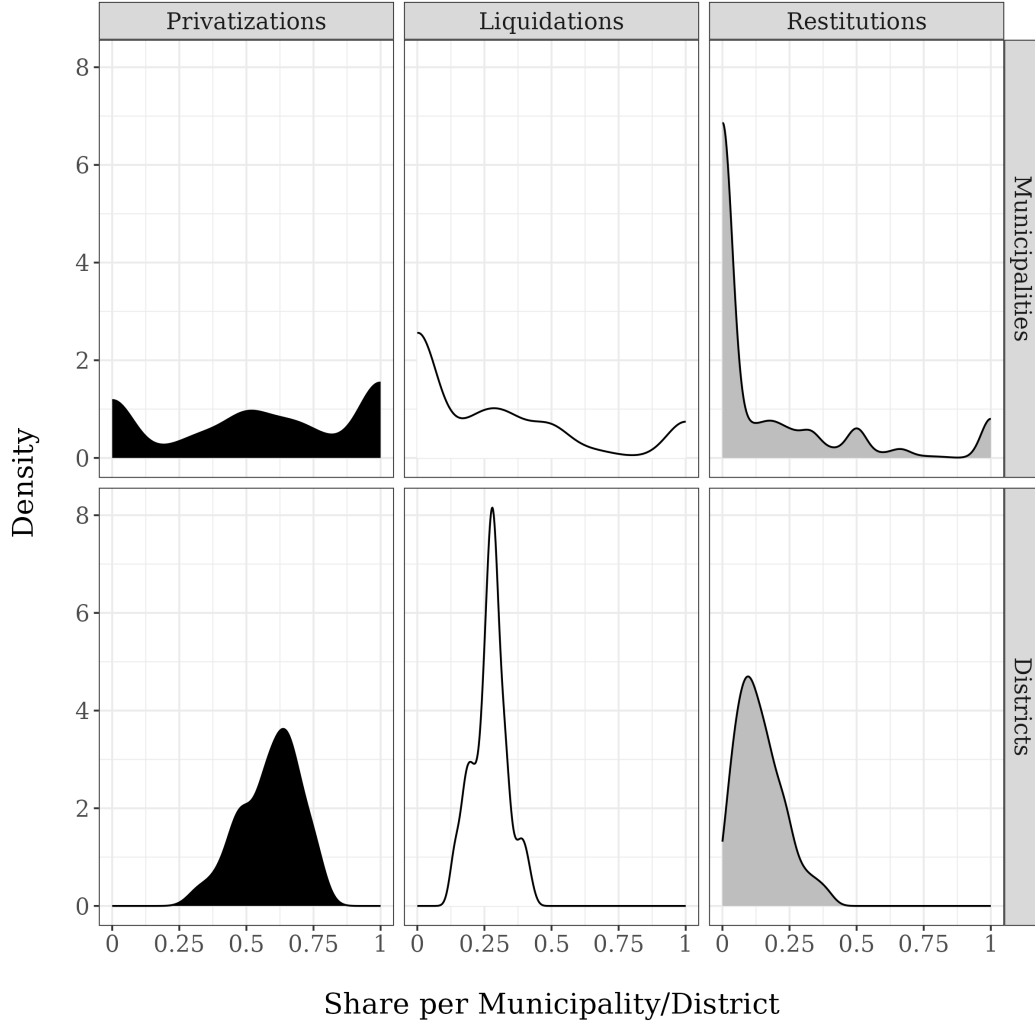 Privatizations Liquidations Restitutions
8
6
4
2
0
Municipalities
Density
8
6
4
2
0
Districts
0 0.25 0.5 0.75 1 0 0.25 0.5 0.75 1 0 0.25 0.5 0.75 1
Share per Municipality/District